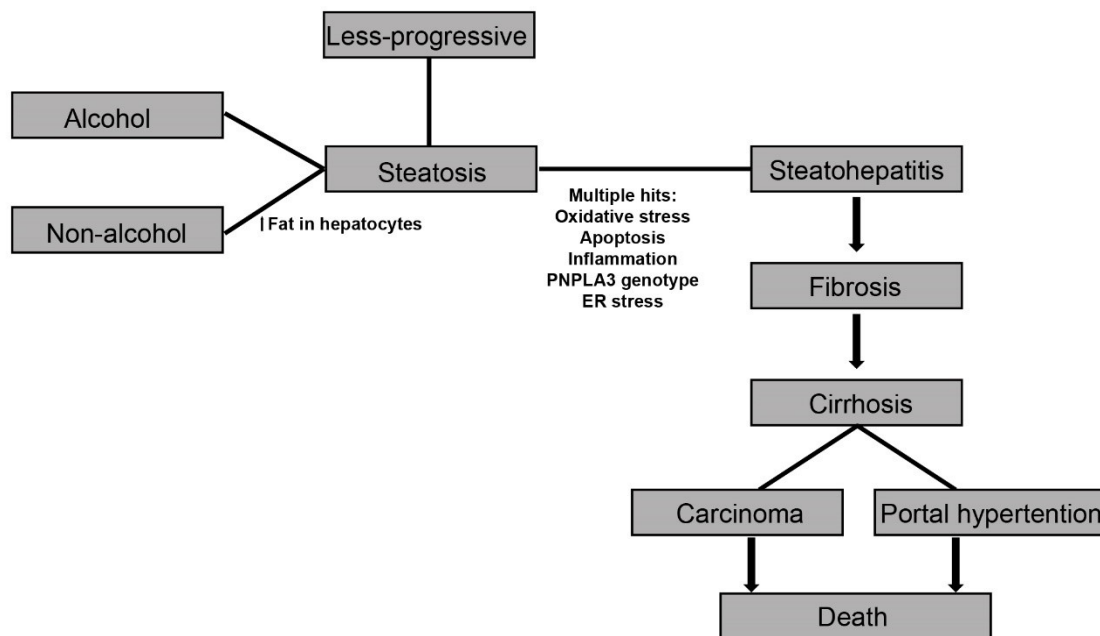 Less-progressive
Alcohol
Steatosis
Steatohepatitis
Non-alcohol
Fat in hepatocytes
Multiple hits:
Oxidative stress
Apoptosis
Inflammation
PNPLA3 genotype
ER stress
Fibrosis
Cirrhosis
Carcinoma
Portal hypertention
Death